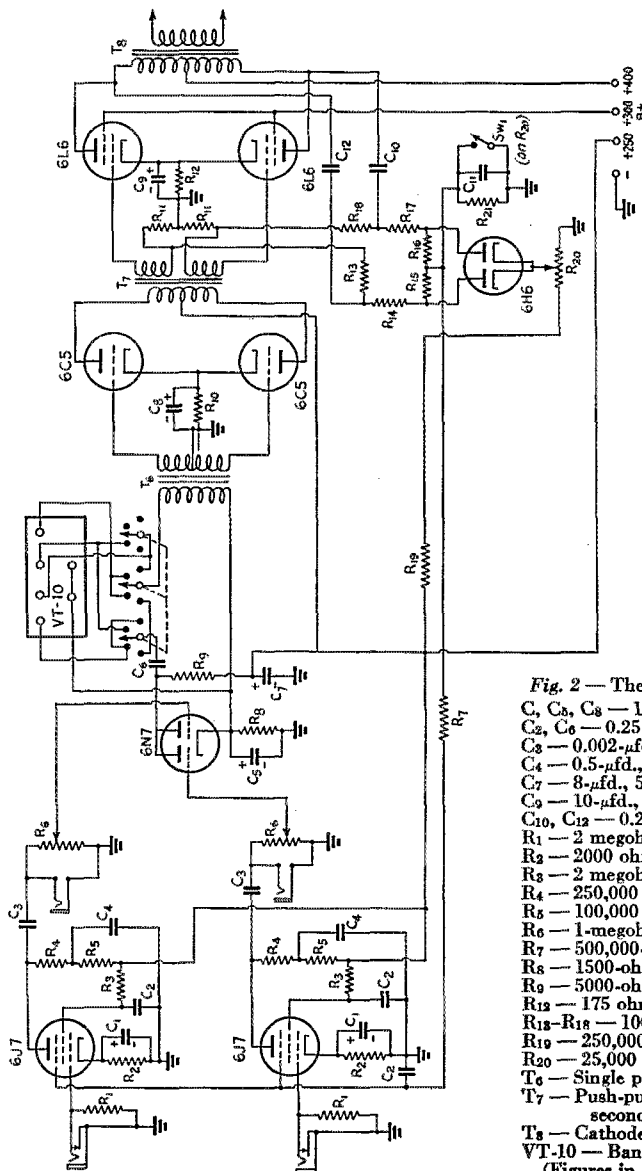 T8
6L6
6L6
C9
+
-
R12
R11
R11
C12
C10
R18
R17
R16
R15
R13
R14
6H6
R20
R21
C11
Sw1
(on R20)
T7
6C5
6C5
C8
+
-
R10
T6
VT-10
C6
R9
+
C7
-
6N7
R8
+
C5
-
R6
R6
C3
C3
V
V
R4
R5
C4
R3
C2
6J7
R2
C1
+
-
R1
V
R4
R5
C4
R3
C2
6J7
R2
C1
+
-
C2
R1
V
R19
R7
- +250 +300 +400
B+
Fig. 2 — The
C, C5, C8 — 1
C2, C6 — 0.25
C3 — 0.002-μfd
C4 — 0.5-μfd.,
C7 — 8-μfd., 5
C9 — 10-μfd.,
C10, C12 — 0.2
R1 — 2 megoh
R2 — 2000 ohm
R3 — 2 megoh
R4 — 250,000
R5 — 100,000
R6 — 1-megoh
R7 — 500,000-
R8 — 1500-oh
R9 — 5000-oh
R12 — 175 ohm
R13-R18 — 100
R19 — 250,000
R20 — 25,000
T6 — Single p
T7 — Push-pu
secon
T8 — Cathode
VT-10 — Ban
(Figures in